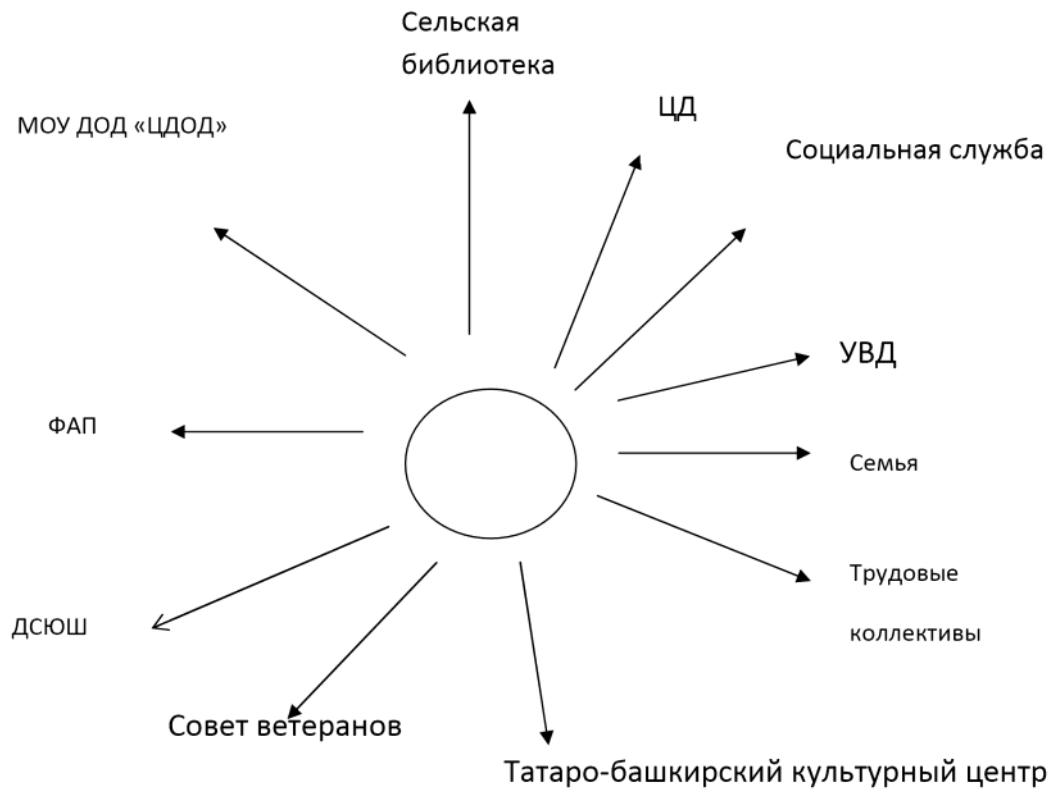 Сельская
библиотека
ЦД
МОУ ДОД «ЦДОД»
Социальная служба
УВД
ФАП
Семья
Трудовые
коллективы
ДСЮШ
Совет ветеранов
Татаро-башкирский культурный центр